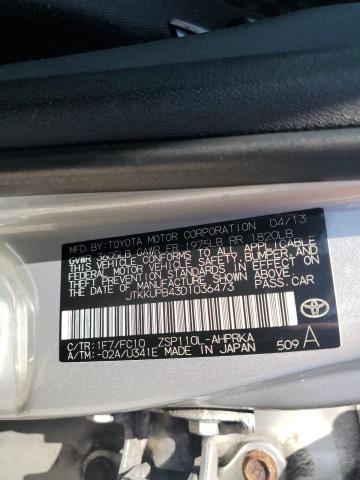 MFD.BY:TOYOTA MOTOR CORPORATION 04/13
GVWR 3605LB GAWR FR 1975LB RR 1820LB
THIS VEHICLE CONFORMS TO ALL APPLICABLE
FEDERAL MOTOR VEHICLE SAFETY, BUMPER, AND
THEFT PREVENTION STANDARDS IN EFFECT ON
THE DATE OF MANUFACTURE SHOWN ABOVE.
JTKKUPB43D1036473 PASS.CAR
C/TR: 1F7/FC10 ZSP110L-AHPRKA
A/TM: -02A/U341E MADE IN JAPAN 509 A